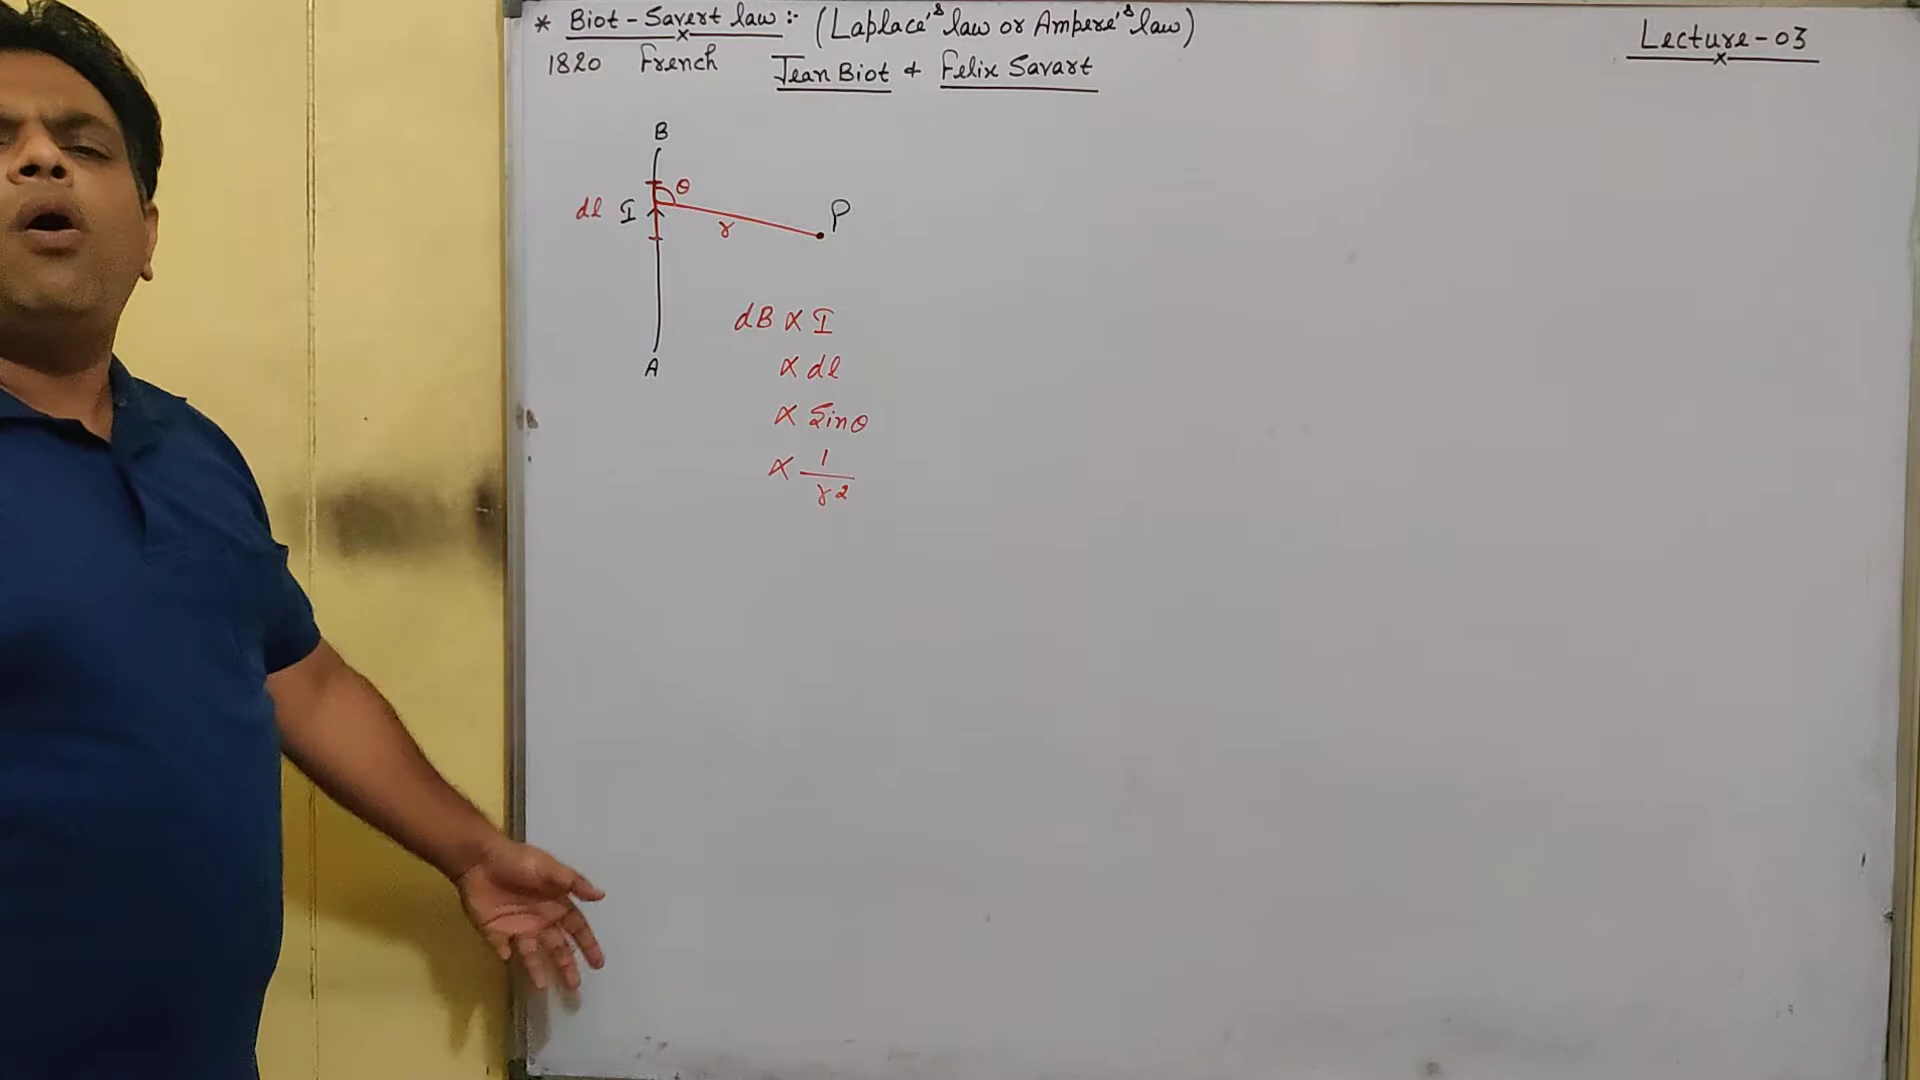 * Biot-Savert law :- (Laplace's law or Ampere's law)
Lecture-03
1820 French Jean Biot & Felix Savart
B
θ
dl I
P
r
A
dB ∝ I
∝ dl
∝ Sinθ
∝ 1/r2